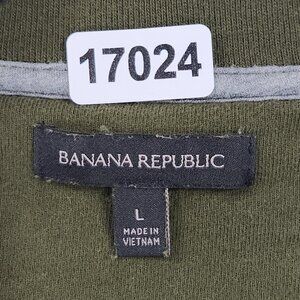 17024
BANANA REPUBLIC
L
MADE IN
VIETNAM